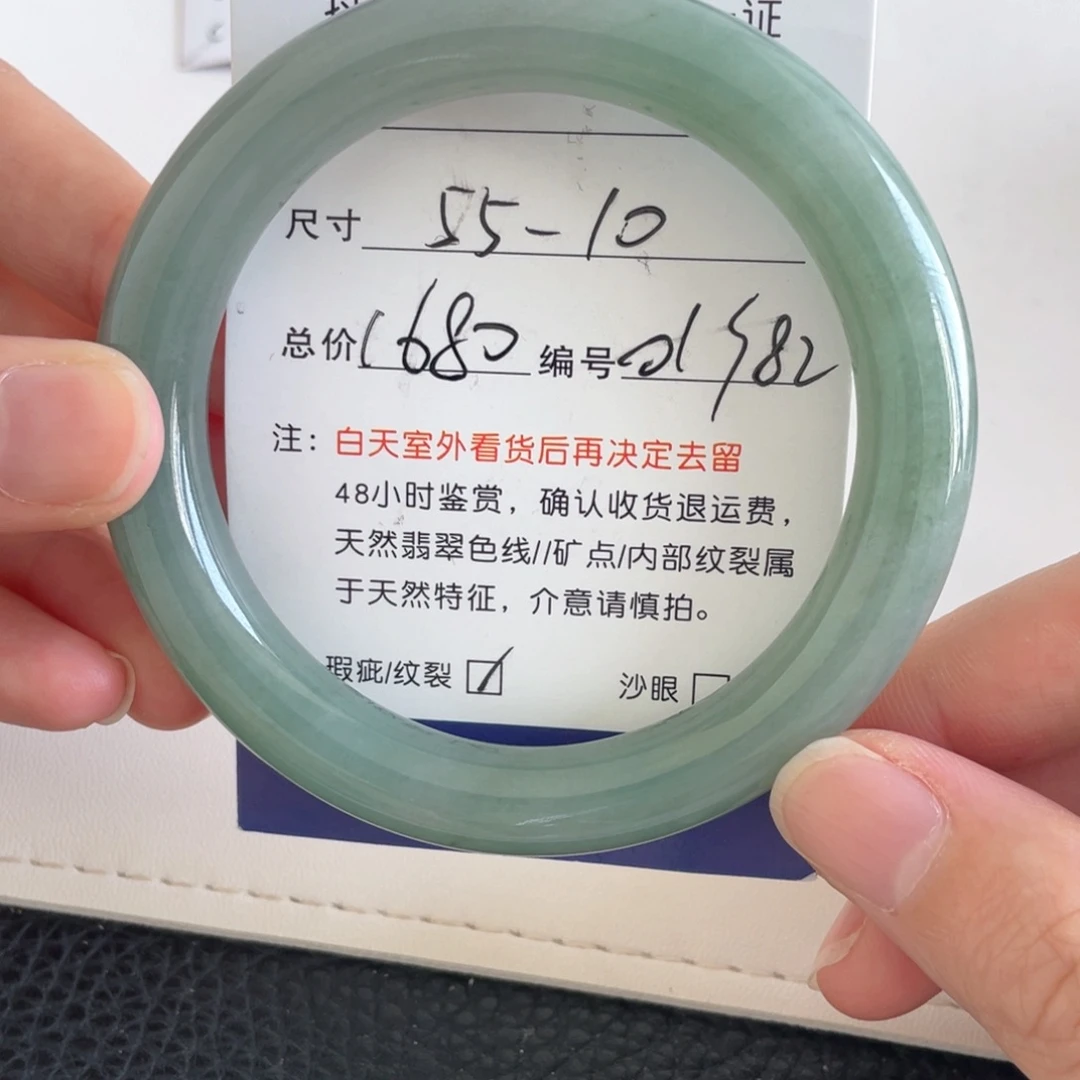 证
尺寸 55-10
总价 1680 编号
注：白天室外看货后再决定去留
48小时鉴赏，确认收货退运费，
天然翡翠色线//矿点/内部纹裂属
于天然特征，介意请慎拍。
瑕疵/纹裂 沙眼